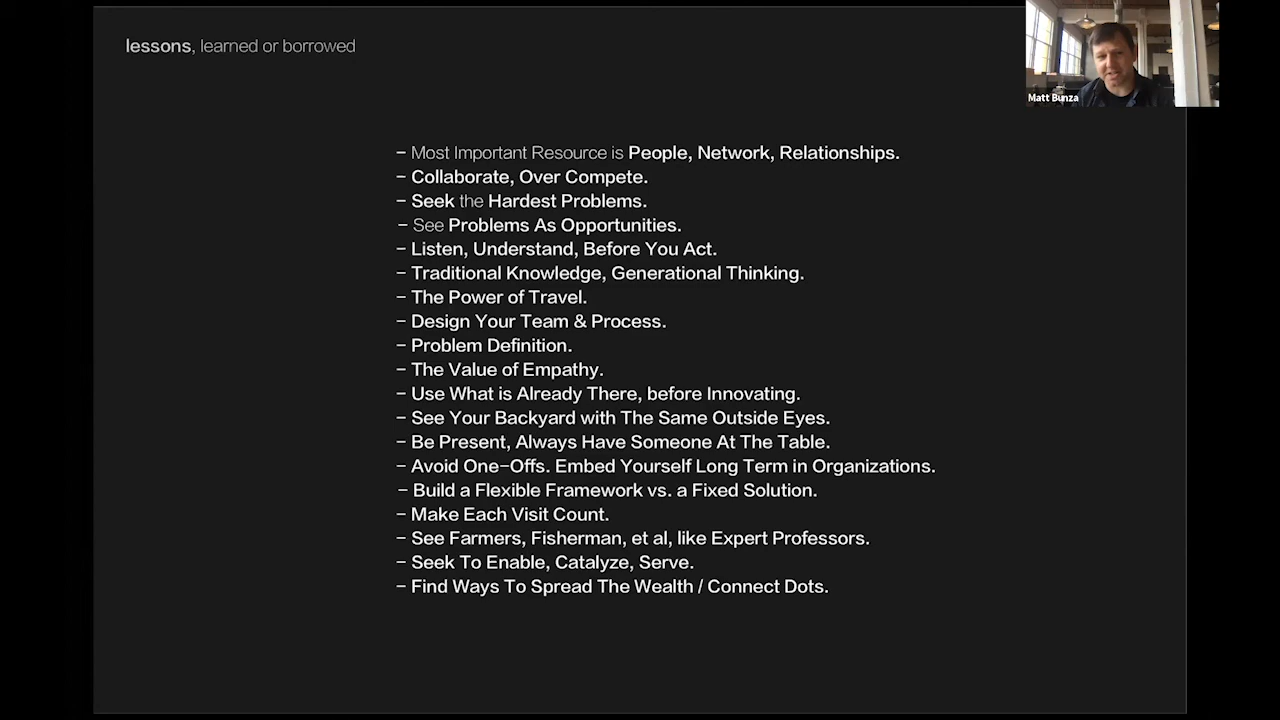 lessons, learned or borrowed
Matt Bunza
– Most Important Resource is People, Network, Relationships.
– Collaborate, Over Compete.
– Seek the Hardest Problems.
– See Problems As Opportunities.
– Listen, Understand, Before You Act.
– Traditional Knowledge, Generational Thinking.
– The Power of Travel.
– Design Your Team & Process.
– Problem Definition.
– The Value of Empathy.
– Use What is Already There, before Innovating.
– See Your Backyard with The Same Outside Eyes.
– Be Present, Always Have Someone At The Table.
– Avoid One-Offs. Embed Yourself Long Term in Organizations.
– Build a Flexible Framework vs. a Fixed Solution.
– Make Each Visit Count.
– See Farmers, Fisherman, et al, like Expert Professors.
– Seek To Enable, Catalyze, Serve.
– Find Ways To Spread The Wealth / Connect Dots.